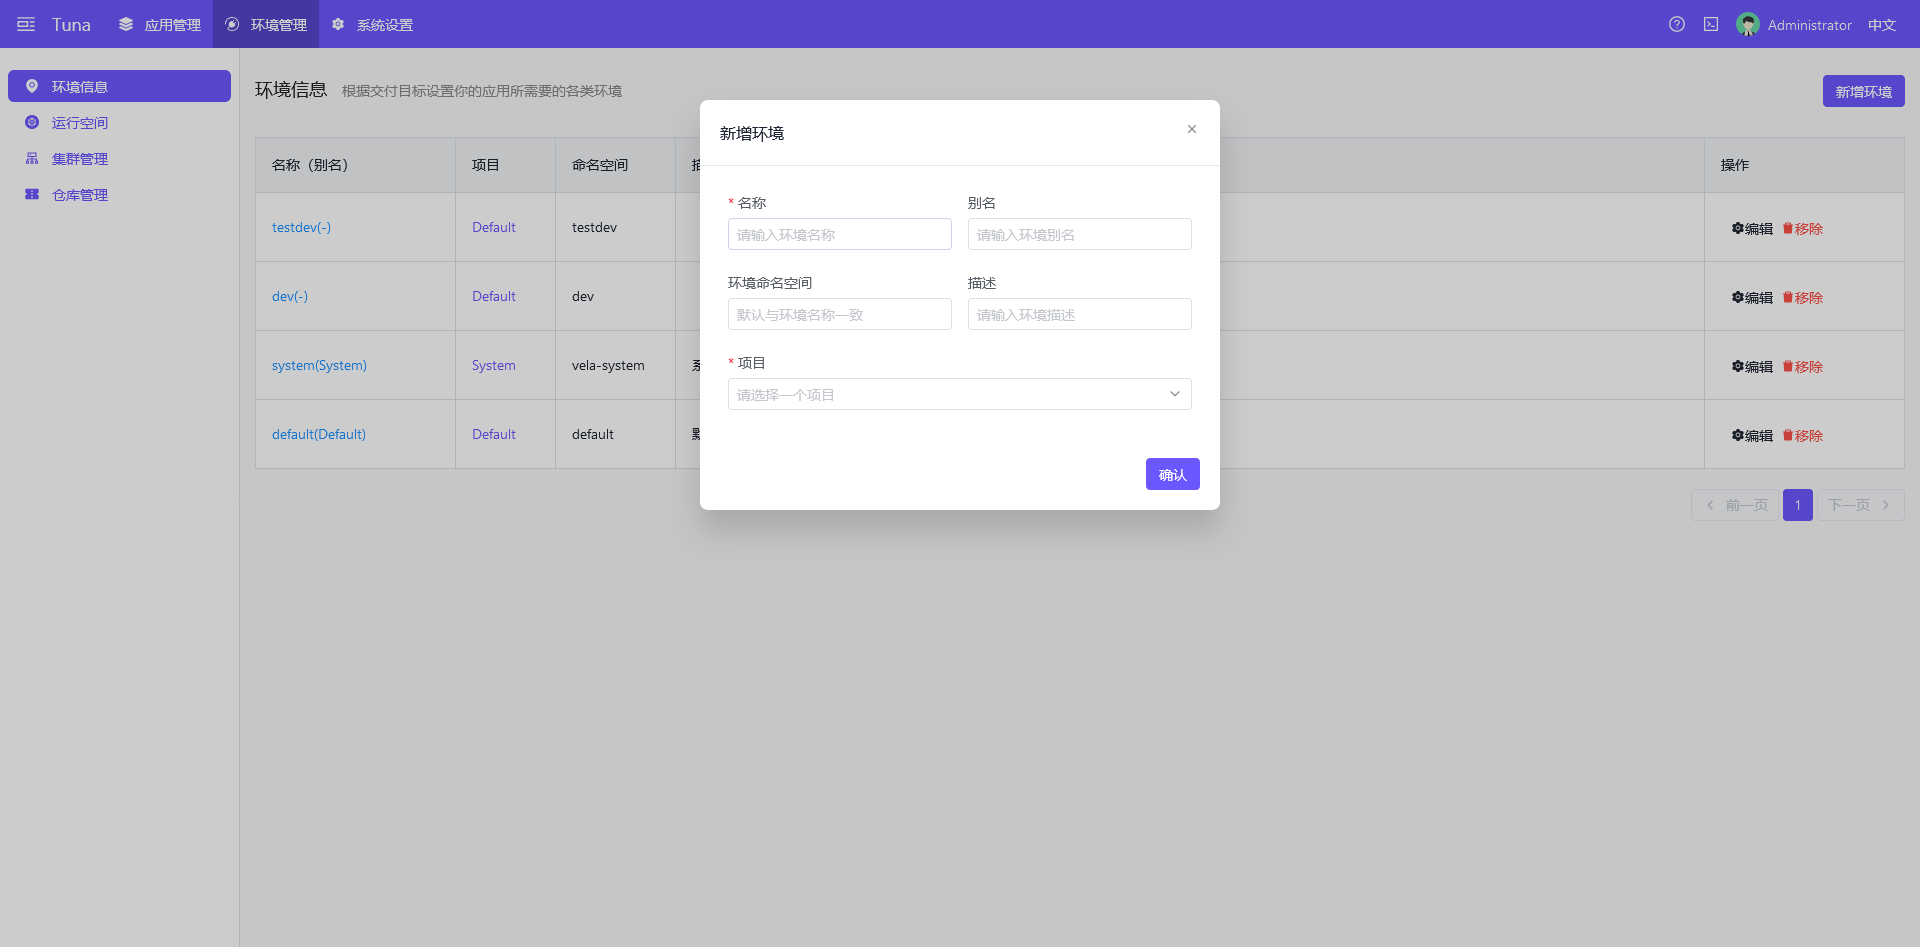 Tuna 应用管理 环境管理 系统设置 Administrator 中文
环境信息
运行空间
集群管理
仓库管理
环境信息 根据交付目标设置你的应用所需要的各类环境 新增环境
名称（别名） 项目 命名空间 操作
testdev(-) Default testdev 编辑 移除
dev(-) Default dev 编辑 移除
system(System) System vela-system 编辑 移除
default(Default) Default default 编辑 移除
前一页 1 下一页
新增环境
* 名称 别名
请输入环境名称 请输入环境别名
环境命名空间 描述
默认与环境名称一致 请输入环境描述
* 项目
请选择一个项目
确认